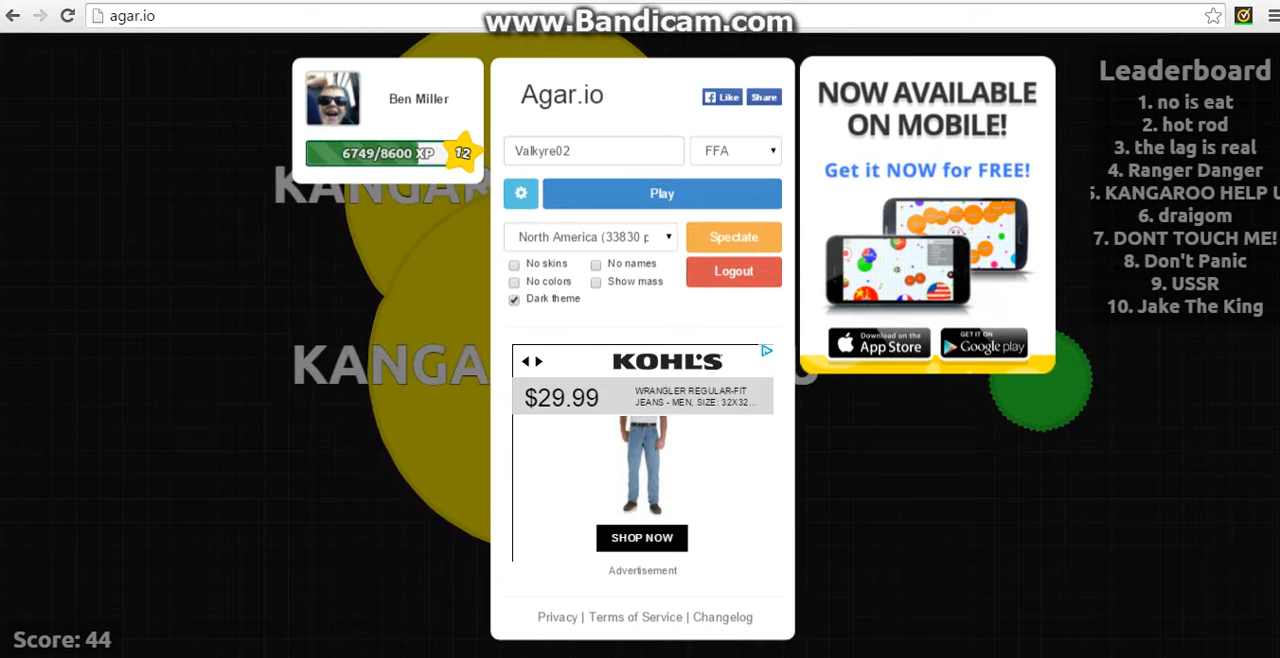 agar.io
www.Bandicam.com
Ben Miller
6749/8600 XP
12
Agar.io
Like
Share
Valkyre02
FFA
Play
North America (33830 p
Spectate
Logout
No skins
No names
No colors
Show mass
Dark theme
KOHL'S
$29.99
WRANGLER REGULAR-FIT
JEANS - MEN, SIZE: 32X32...
SHOP NOW
Advertisement
Privacy | Terms of Service | Changelog
NOW AVAILABLE
ON MOBILE!
Get it NOW for FREE!
Download on the
App Store
GET IT ON
Google play
Leaderboard
1. no is eat
2. hot rod
3. the lag is real
4. Ranger Danger
5. KANGAROO HELP U
6. draigom
7. DONT TOUCH ME!
8. Don't Panic
9. USSR
10. Jake The King
KANGAR
KANGA
Score: 44